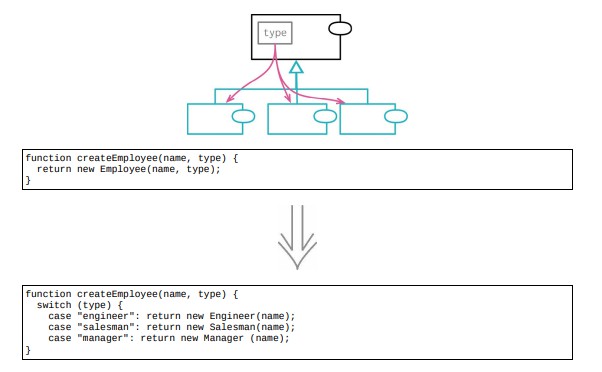 type
function createEmployee(name, type) {
  return new Employee(name, type);
}
function createEmployee(name, type) {
  switch (type) {
    case "engineer": return new Engineer(name);
    case "salesman": return new Salesman(name);
    case "manager": return new Manager (name);
}